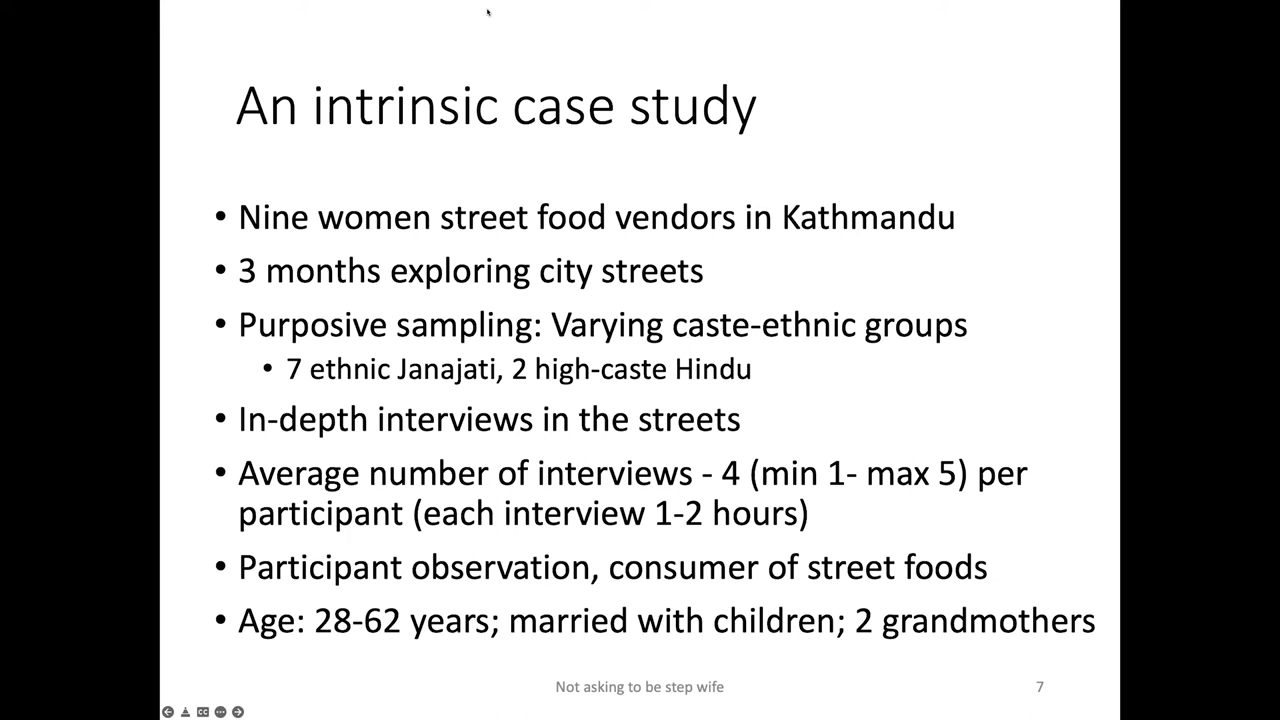 An intrinsic case study
• Nine women street food vendors in Kathmandu
• 3 months exploring city streets
• Purposive sampling: Varying caste-ethnic groups
• 7 ethnic Janajati, 2 high-caste Hindu
• In-depth interviews in the streets
• Average number of interviews - 4 (min 1- max 5) per
participant (each interview 1-2 hours)
• Participant observation, consumer of street foods
• Age: 28-62 years; married with children; 2 grandmothers
Not asking to be step wife
7
CC